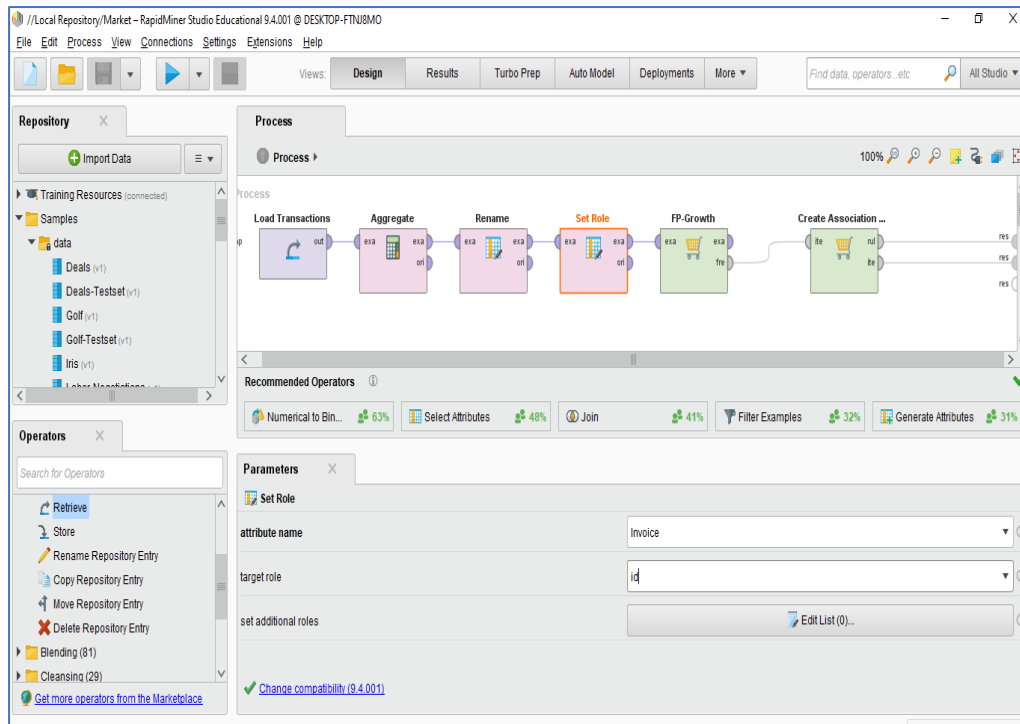 //Local Repository/Market – RapidMiner Studio Educational 9.4.001 @ DESKTOP-FTNJ8MO
File Edit Process View Connections Settings Extensions Help
Views: Design Results Turbo Prep Auto Model Deployments More
Find data, operators...etc
All Studio
Repository
Import Data
Training Resources (connected)
Samples
data
Deals (v1)
Deals-Testset (v1)
Golf (v1)
Golf-Testset (v1)
Iris (v1)
Operators
Search for Operators
Retrieve
Store
Rename Repository Entry
Copy Repository Entry
Move Repository Entry
Delete Repository Entry
Blending (81)
Cleansing (29)
Get more operators from the Marketplace
Process
Process
100%
Process
Load Transactions Aggregate Rename Set Role FP-Growth Create Association ...
out exa exa exa exa exa exa exa exa ite rul res
ori ori ori fre ite res
res
Recommended Operators
Numerical to Bin... 63% Select Attributes 48% Join 41% Filter Examples 32% Generate Attributes 31%
Parameters
Set Role
attribute name Invoice
target role id
set additional roles Edit List (0)...
Change compatibility (9.4.001)